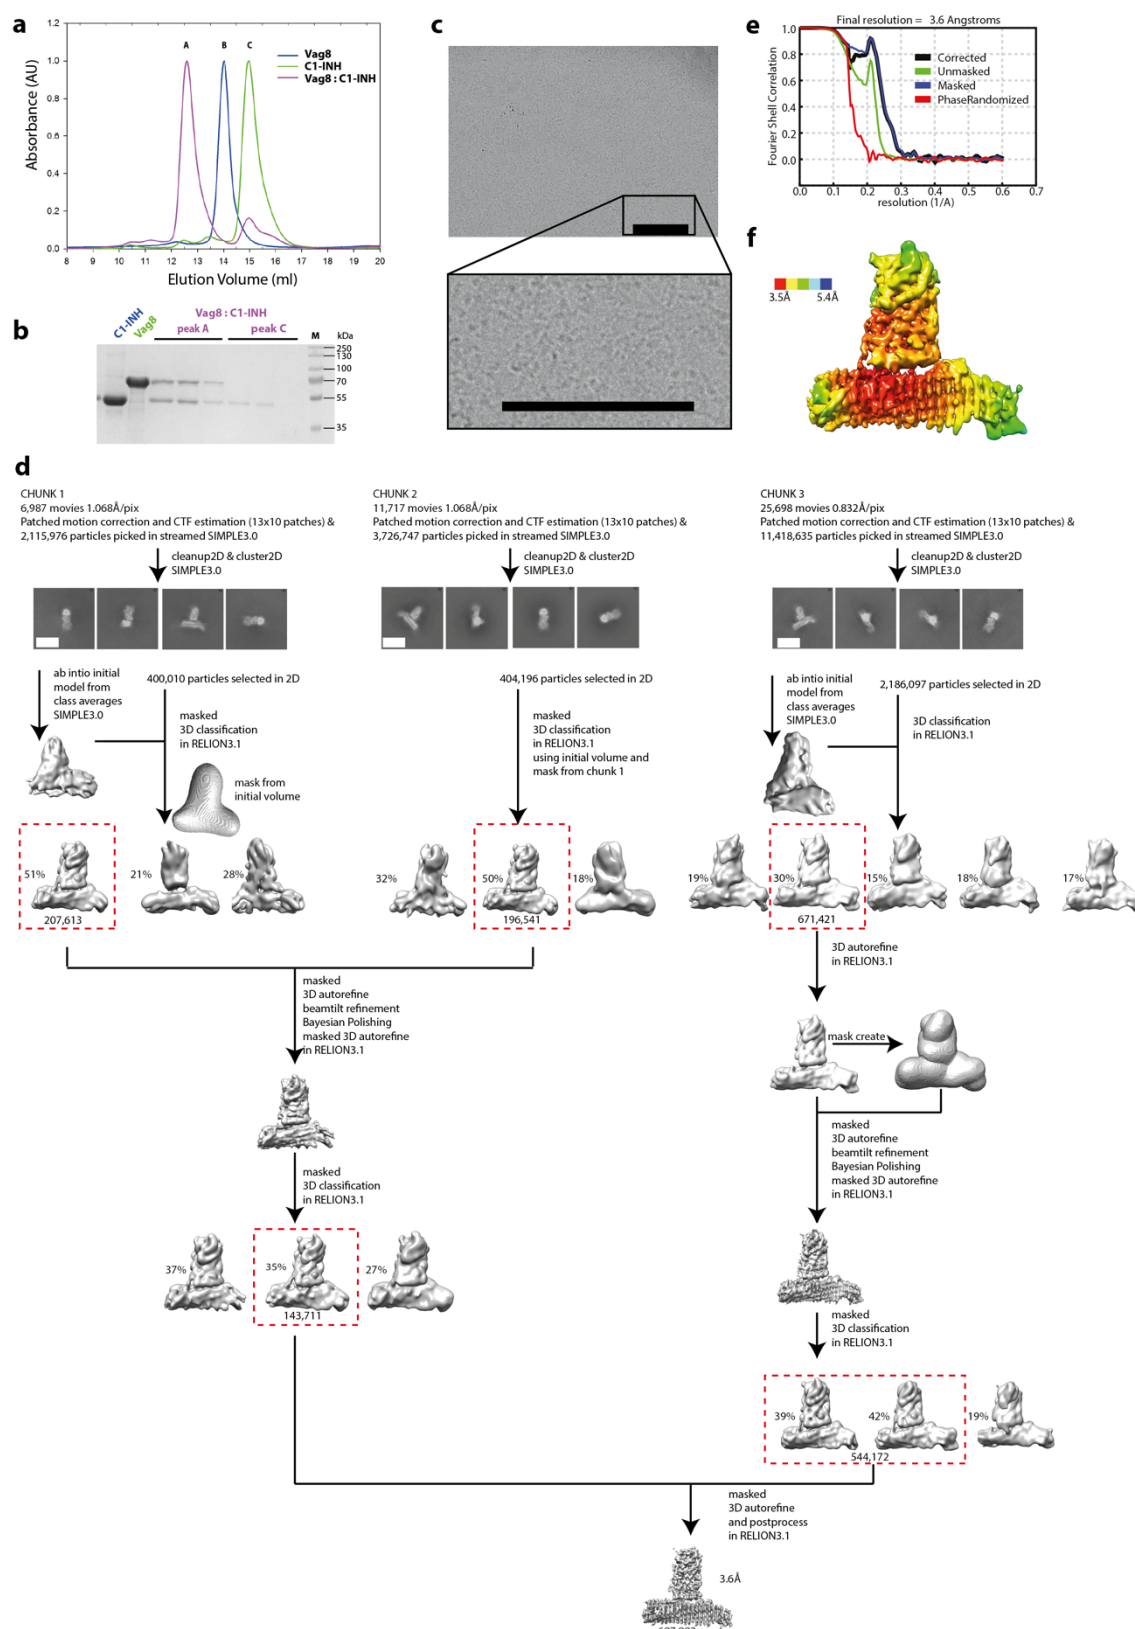 a
1.2
1.0
0.8
0.6
0.4
0.2
0.0
Absorbance (AU)
A
B
C
Vag8
C1-INH
Vag8 : C1-INH
8 9 10 11 12 13 14 15 16 17 18 19 20
Elution Volume (ml)
b
C1-INH
Vag8
Vag8 : C1-INH
peak A
peak C
M
kDa
250
130
100
70
55
35
c
e
Final resolution = 3.6 Angstroms
1.0
0.8
0.6
0.4
0.2
0.0
Fourier Shell Correlation
Corrected
Unmasked
Masked
PhaseRandomized
0.0 0.1 0.2 0.3 0.4 0.5 0.6 0.7
resolution (1/A)
f
3.5Å
5.4Å
d
CHUNK 1
6,987 movies 1.068Å/pix
Patched motion correction and CTF estimation (13x10 patches) &
2,115,976 particles picked in streamed SIMPLE3.0
cleanup2D & cluster2D
SIMPLE3.0
ab intio initial
model from
class averages
SIMPLE3.0
400,010 particles selected in 2D
masked
3D classification
in RELION3.1
mask from
initial volume
51%
207,613
21%
28%
CHUNK 2
11,717 movies 1.068Å/pix
Patched motion correction and CTF estimation (13x10 patches) &
3,726,747 particles picked in streamed SIMPLE3.0
cleanup2D & cluster2D
SIMPLE3.0
404,196 particles selected in 2D
masked
3D classification
in RELION3.1
using initial volume and
mask from chunk 1
32%
50%
196,541
18%
CHUNK 3
25,698 movies 0.832Å/pix
Patched motion correction and CTF estimation (13x10 patches) &
11,418,635 particles picked in streamed SIMPLE3.0
cleanup2D & cluster2D
SIMPLE3.0
ab intio initial
model from
class averages
SIMPLE3.0
2,186,097 particles selected in 2D
3D classification
in RELION3.1
19%
30%
671,421
15%
18%
17%
masked
3D autorefine
beamtilt refinement
Bayesian Polishing
masked 3D autorefine
in RELION3.1
masked
3D classification
in RELION3.1
37%
35%
143,711
27%
3D autorefine
in RELION3.1
mask create
masked
3D autorefine
beamtilt refinement
Bayesian Polishing
masked 3D autorefine
in RELION3.1
masked
3D classification
in RELION3.1
39%
42%
544,172
19%
masked
3D autorefine
and postprocess
in RELION3.1
3.6Å